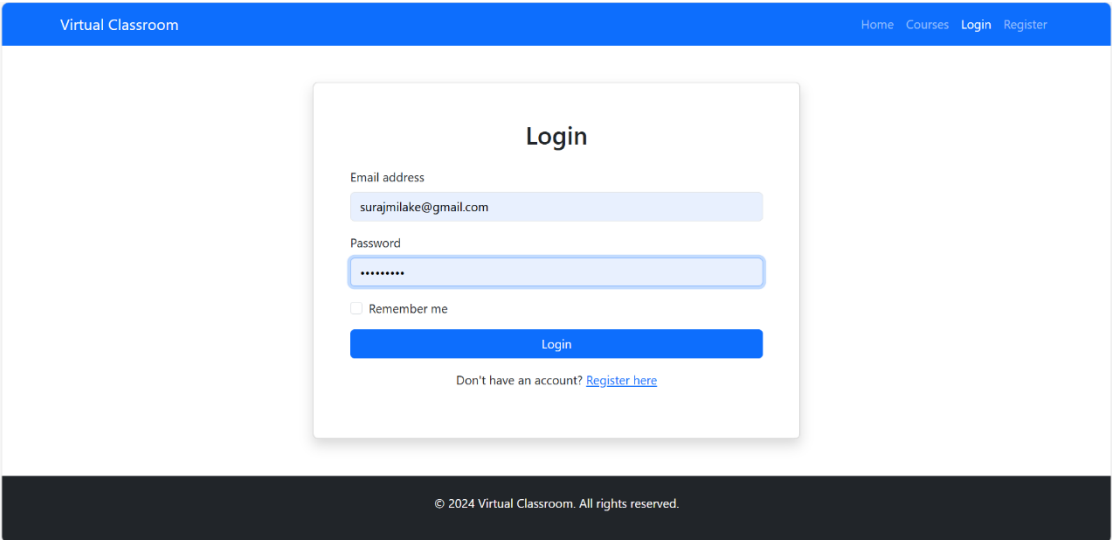 Virtual Classroom
Home Courses Login Register
Login
Email address
surajmilake@gmail.com
Password
•••••••••
Remember me
Login
Don't have an account? Register here
© 2024 Virtual Classroom. All rights reserved.